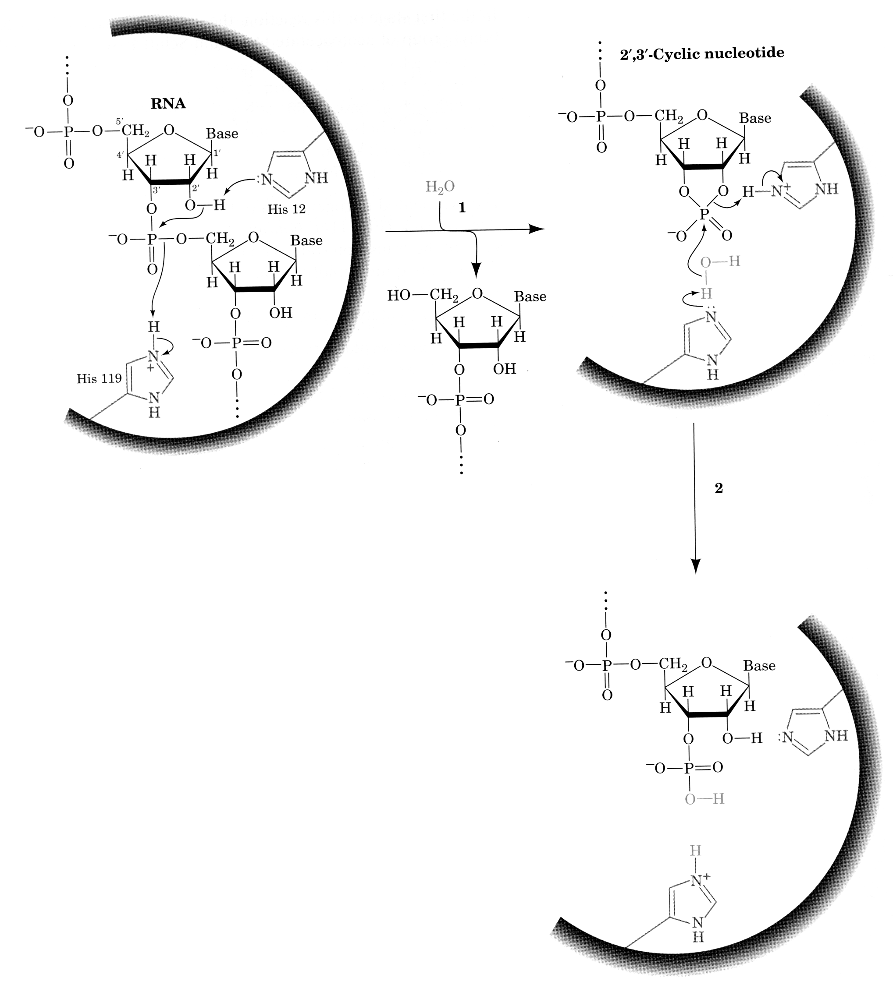 RNA
O
⁻O—P—O—CH₂
5′
O
Base
O
4′
H
H
H
1′
H
3′
2′
:N
NH
His 12
O
O—H
⁻O—P—O—CH₂
O
Base
O
H
H
H
H
O
OH
⁻O—P=O
O
H
N
+
His 119
N
H
H₂O
1
HO—CH₂
O
Base
H
H
H
H
O
OH
⁻O—P=O
O
2′,3′-Cyclic nucleotide
O
⁻O—P—O—CH₂
O
Base
O
H
H
H
H
O
O
H—N⁺
NH
P
⁻O
O
O—H
H
..
N
N
H
2
O
⁻O—P—O—CH₂
O
Base
O
H
H
H
H
O
O—H
:N
NH
⁻O—P=O
O—H
H
N⁺
N
H